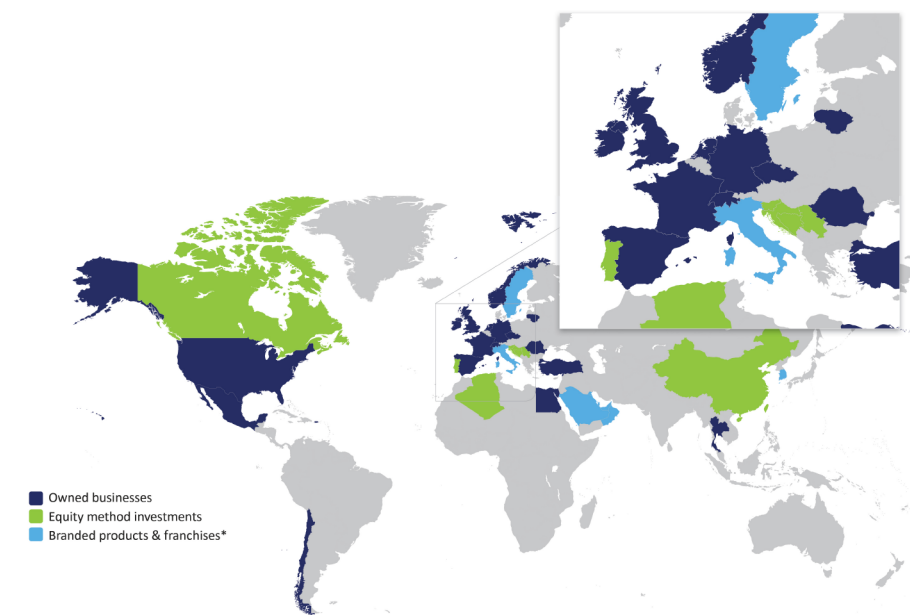 Owned businesses
Equity method investments
Branded products & franchises*